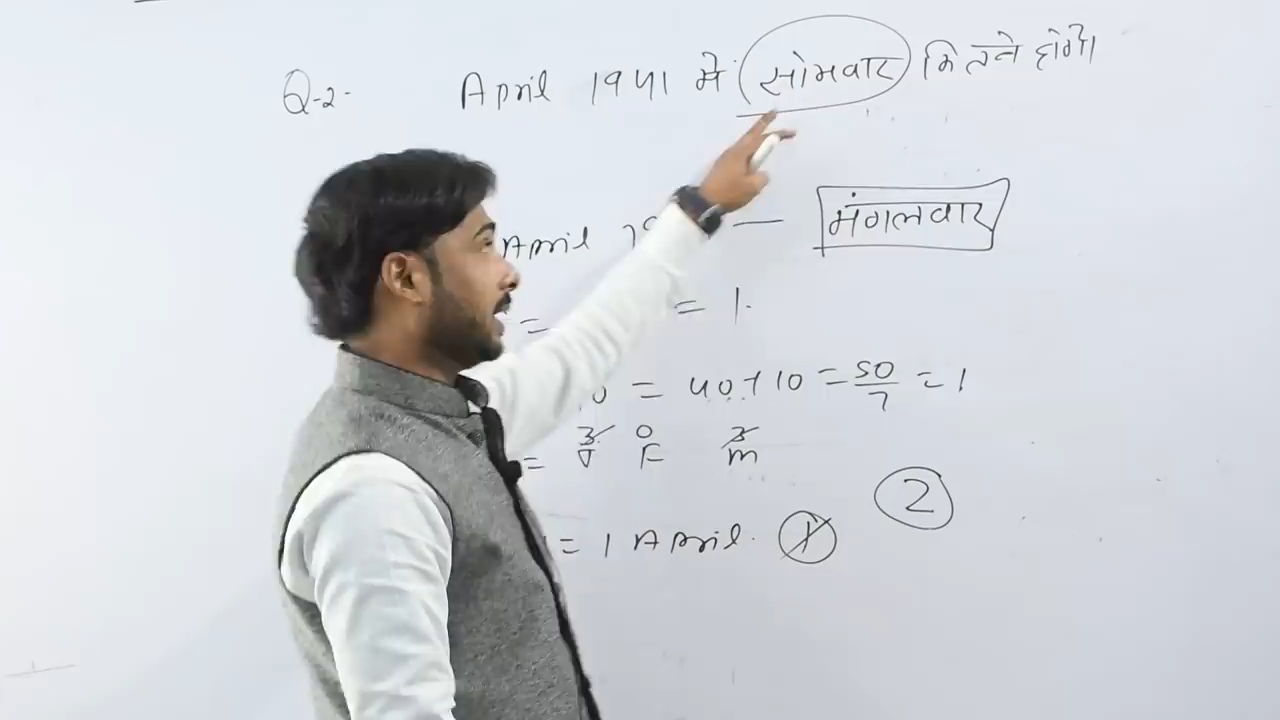 Q-2- April 1941 में सोमवार कितने होंगे।
April 19 — मंगलवार
= = 1.
0 = 40+10 = 50/7 = 1
= 3 0 3
J F m
2
= 1 April. 1